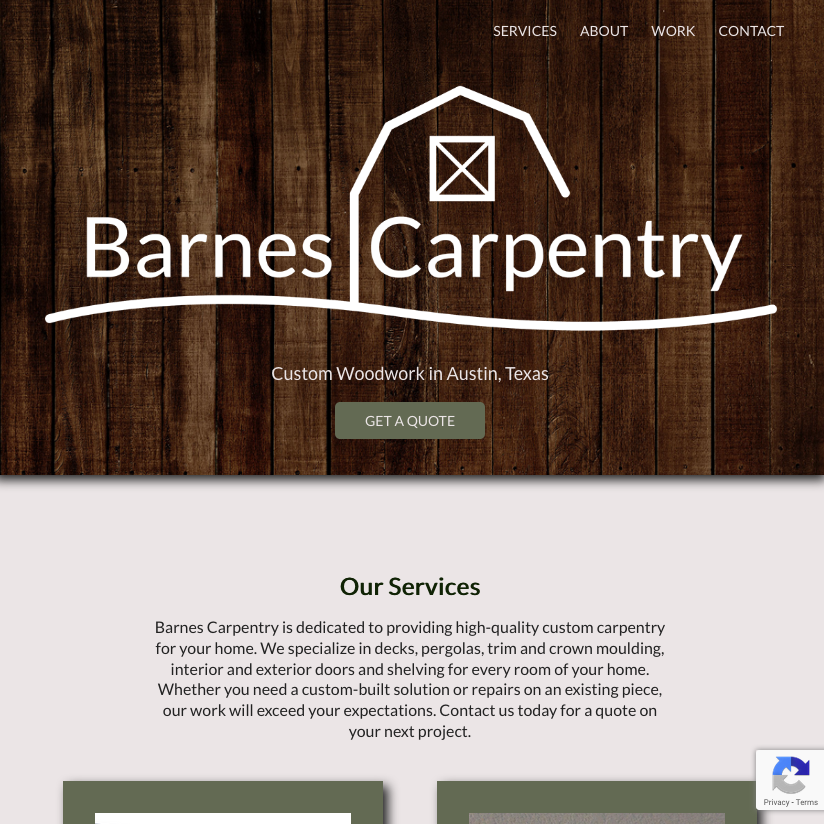 SERVICES ABOUT WORK CONTACT
Barnes Carpentry
Custom Woodwork in Austin, Texas
GET A QUOTE
Our Services
Barnes Carpentry is dedicated to providing high-quality custom carpentry
for your home. We specialize in decks, pergolas, trim and crown moulding,
interior and exterior doors and shelving for every room of your home.
Whether you need a custom-built solution or repairs on an existing piece,
our work will exceed your expectations. Contact us today for a quote on
your next project.
Privacy - Terms